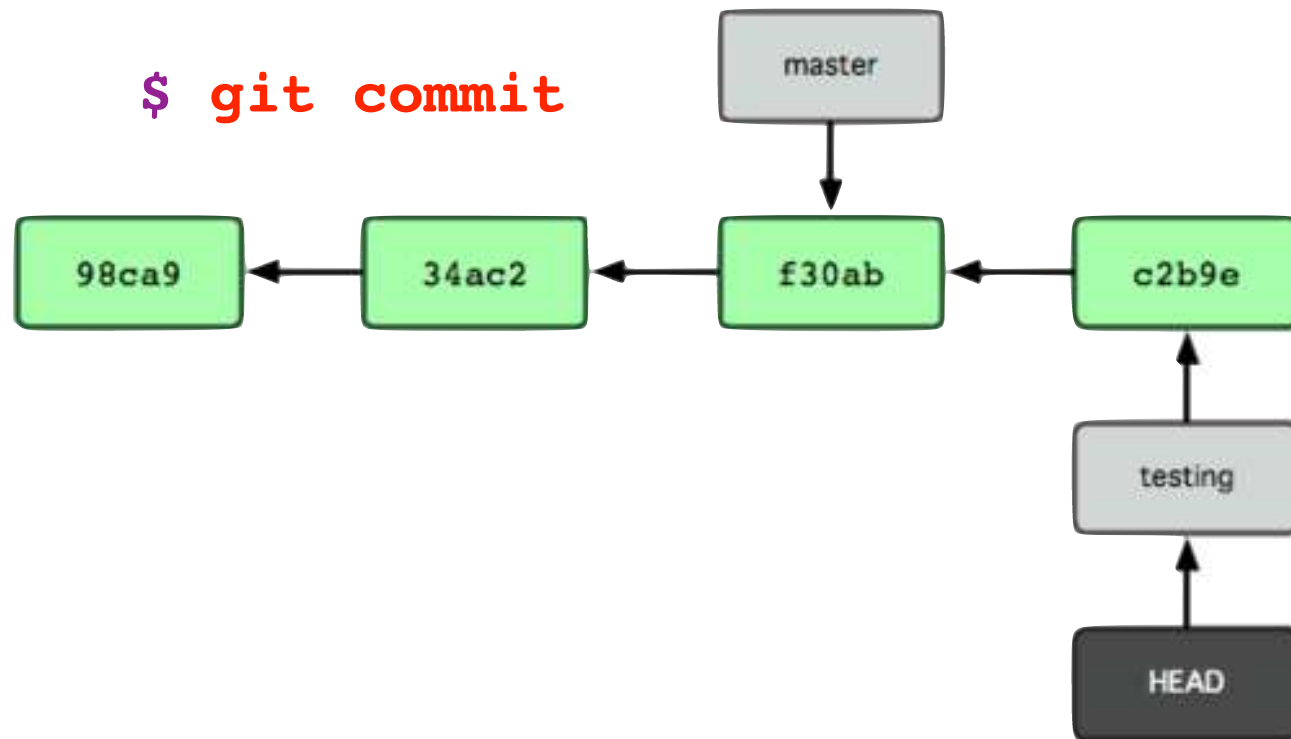 master
$ git commit
98ca9
34ac2
f30ab
c2b9e
testing
HEAD